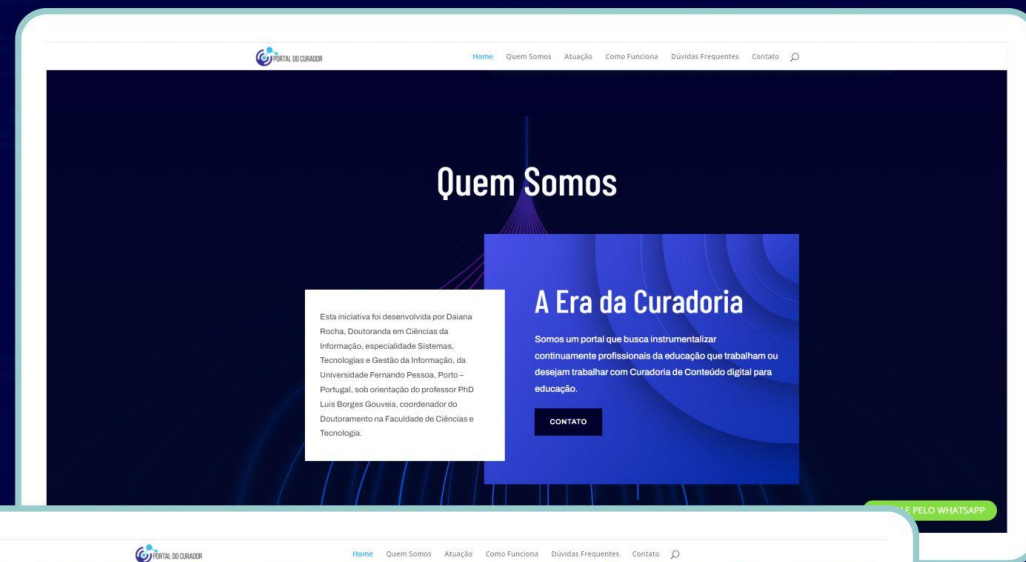 PORTAL DO CURADOR
Home Quem Somos Atuação Como Funciona Dúvidas Frequentes Contato
Quem Somos
Esta iniciativa foi desenvolvida por Daiana
Rocha, Doutoranda em Ciências da
Informação, especialidade Sistemas,
Tecnologias e Gestão da Informação, da
Universidade Fernando Pessoa, Porto –
Portugal, sob orientação do professor PhD
Luis Borges Gouveia, coordenador do
Doutoramento na Faculdade de Ciências e
Tecnologia.
A Era da Curadoria
Somos um portal que busca instrumentalizar
continuamente profissionais da educação que trabalham ou
desejam trabalhar com Curadoria de Conteúdo digital para
educação.
CONTATO
PELO WHATSAPP
PORTAL DO CURADOR
Home Quem Somos Atuação Como Funciona Dúvidas Frequentes Contato